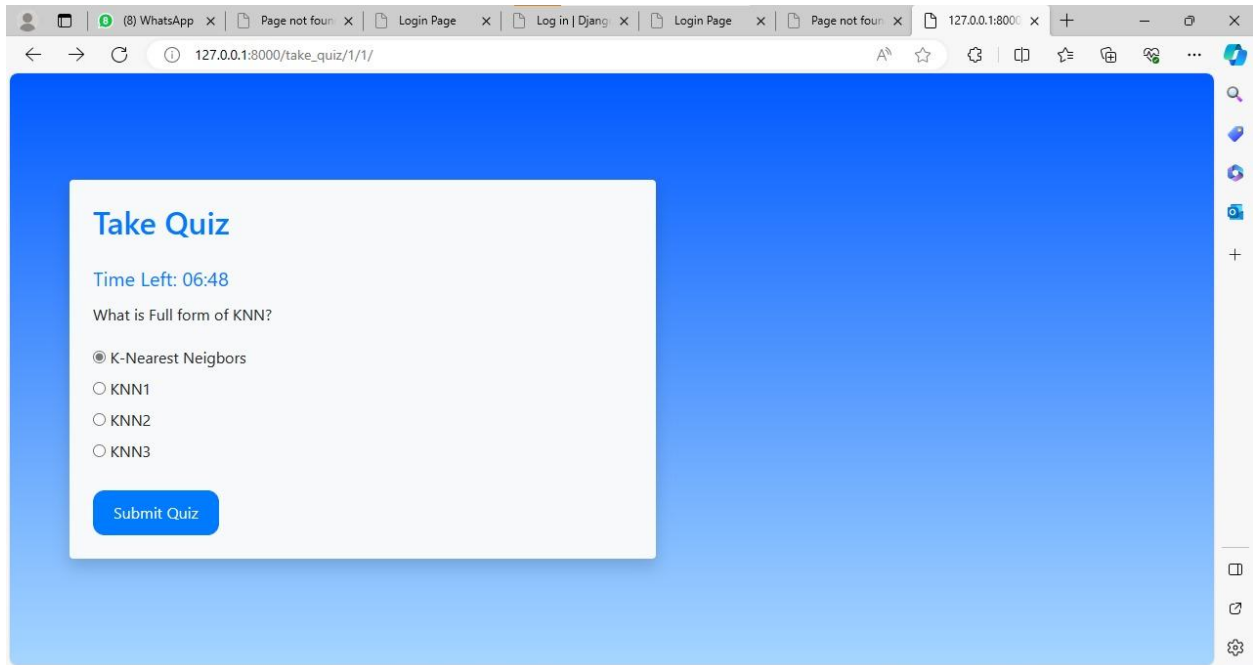 (8) WhatsApp Page not foun Login Page Log in | Djang Login Page Page not foun 127.0.0.1:8000
127.0.0.1:8000/take_quiz/1/1/
Take Quiz
Time Left: 06:48
What is Full form of KNN?
K-Nearest Neigbors
KNN1
KNN2
KNN3
Submit Quiz